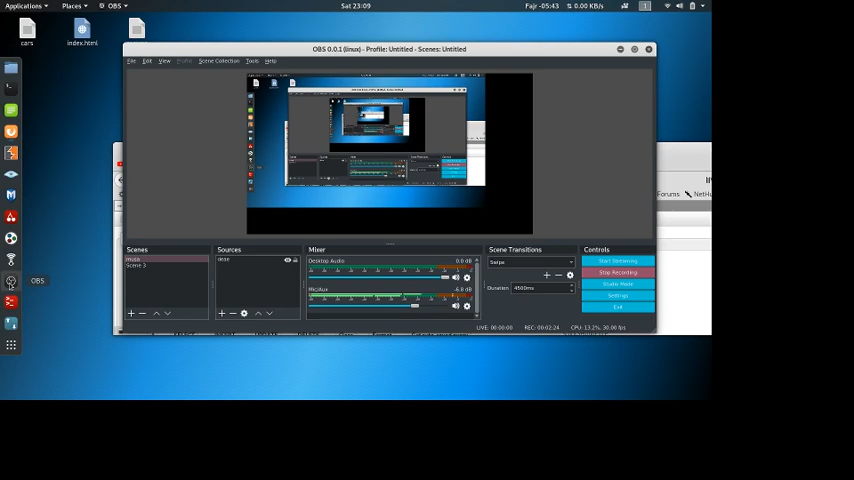 Applications Places OBS Sat 23:09 Fajr -05:43 0.00 KB/s 1
cars
index.html
OBS 0.0.1 (linux) - Profile: Untitled - Scenes: Untitled
File Edit View Profile Scene Collection Tools Help
Forums
Scenes
Scene 3
Sources
Mixer
Desktop Audio 0.0 dB
Mic/Aux -6.8 dB
Scene Transitions
Swipe
Duration 4500ms
Controls
Start Streaming
Stop Recording
Studio Mode
Settings
Exit
LIVE: 00:00:00 REC: 00:02:24 CPU: 13.2%, 30.00 fps
OBS